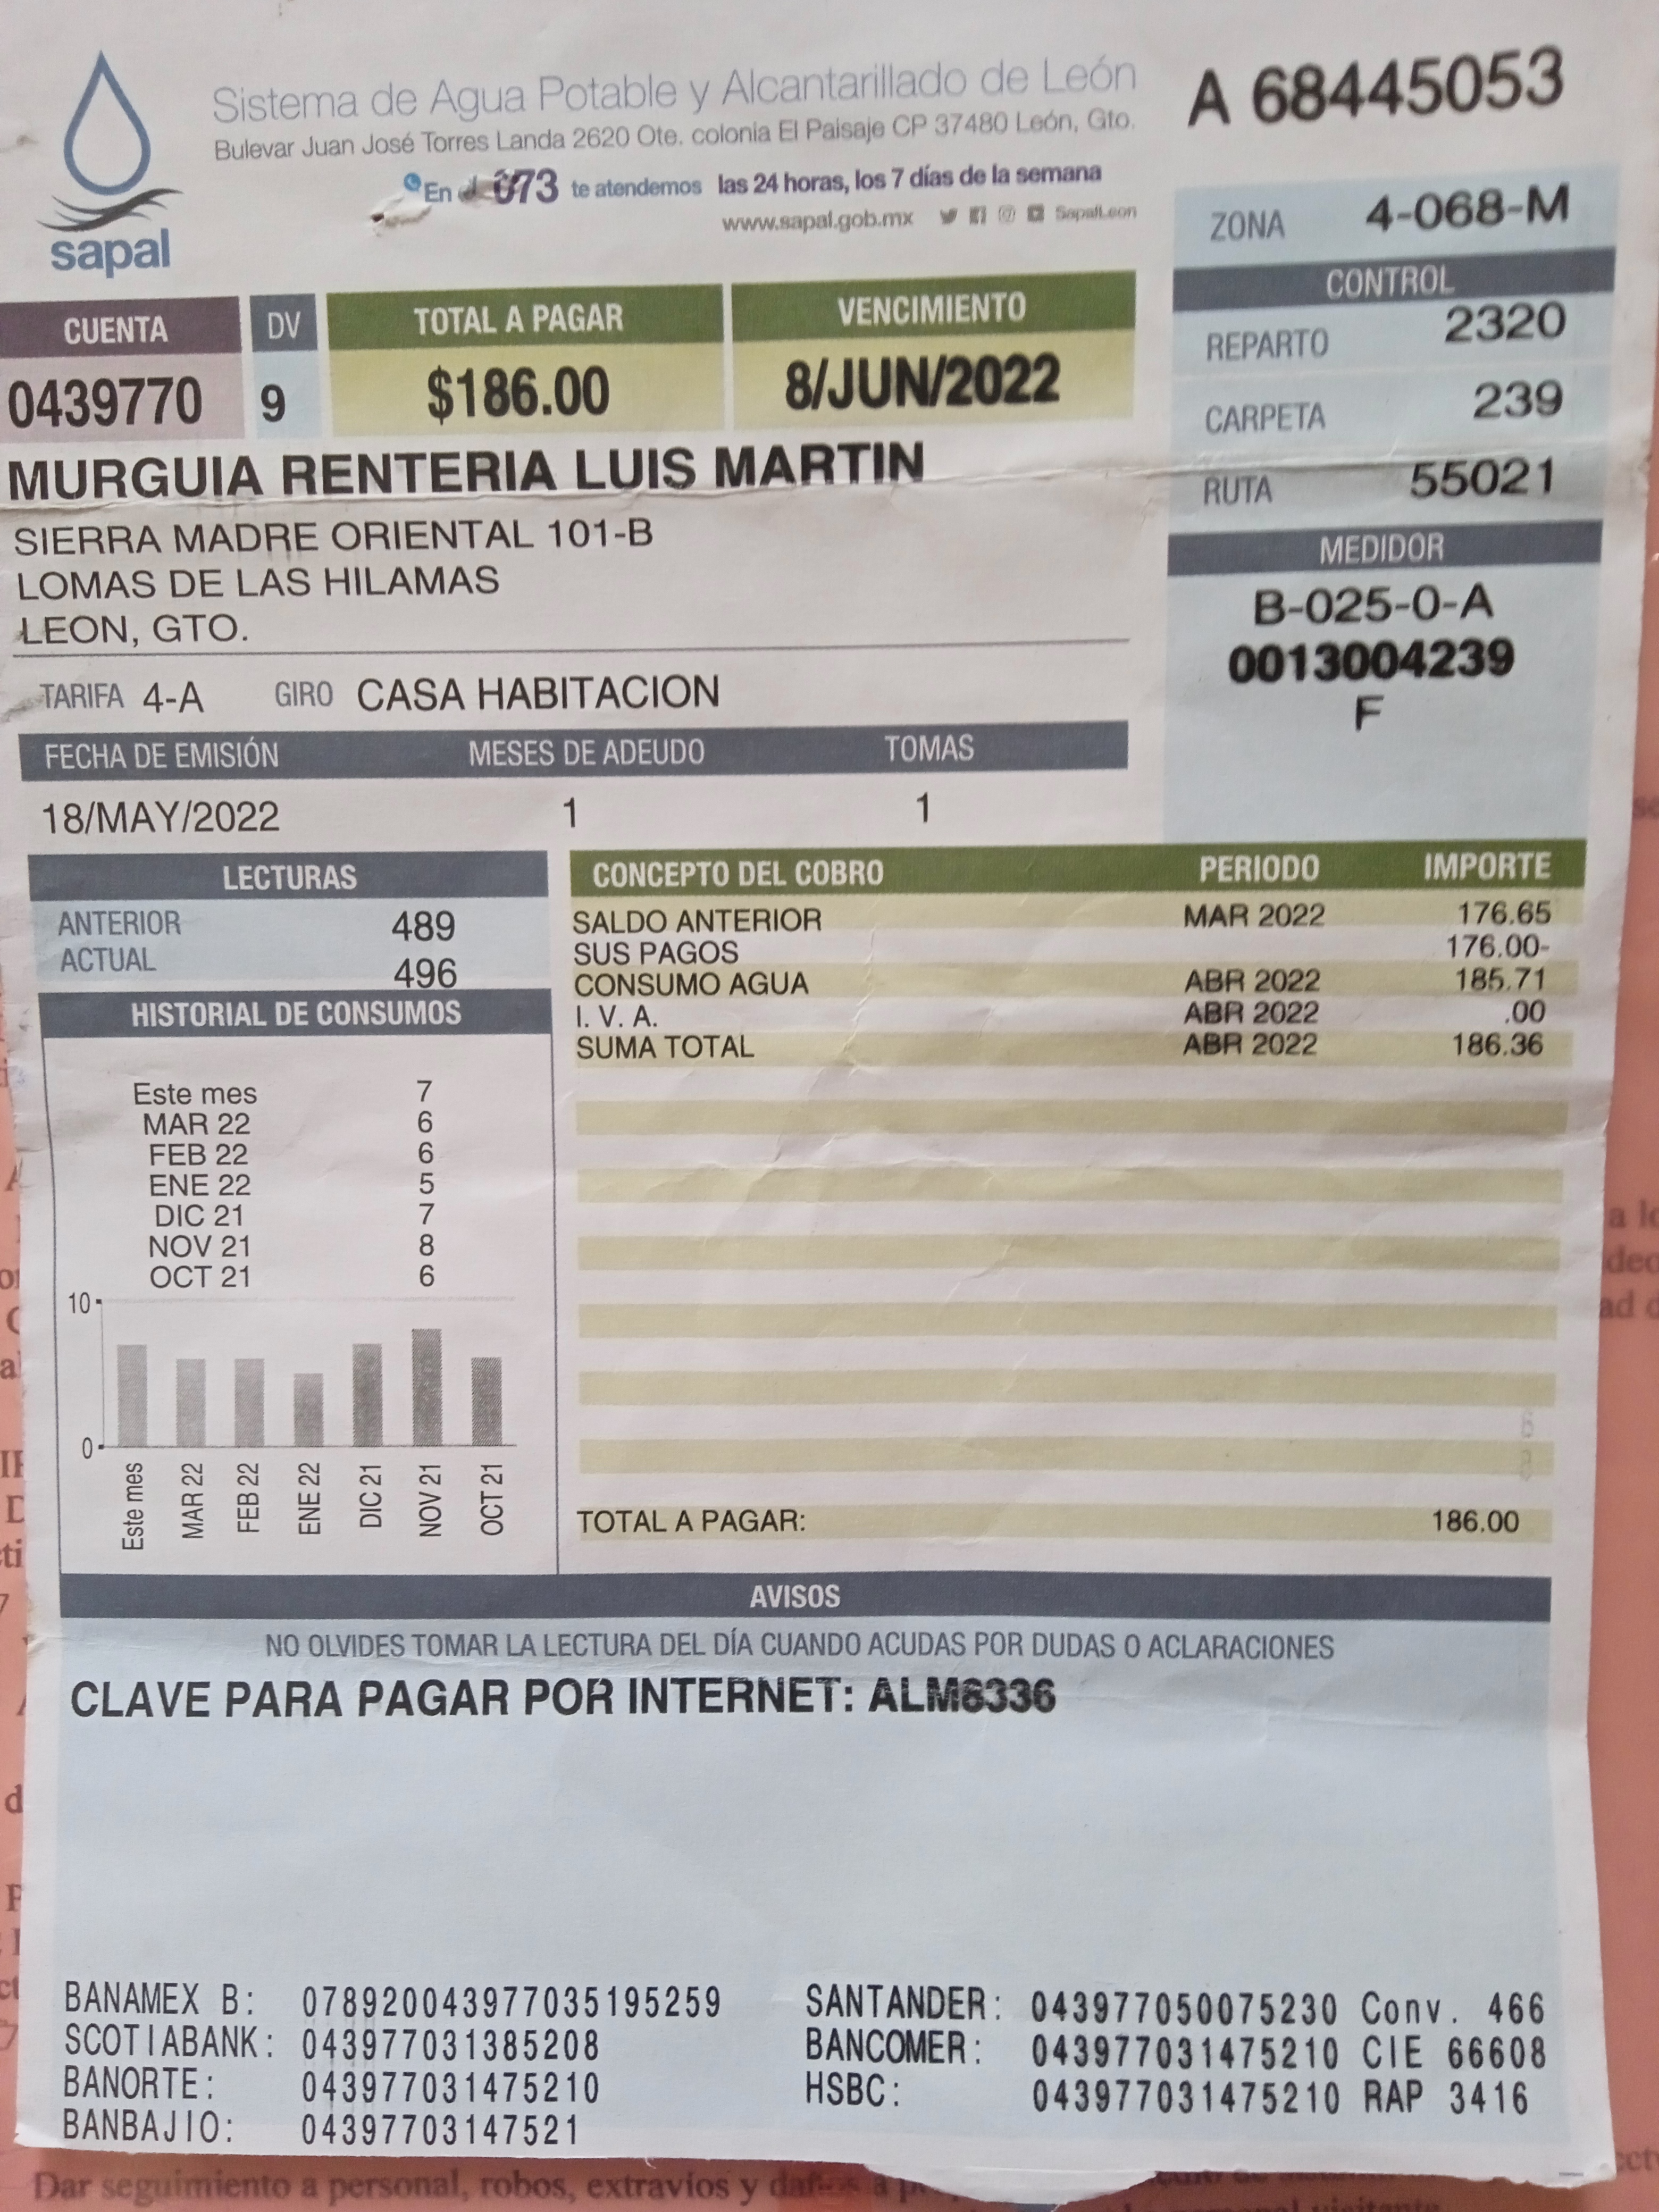 Sistema de Agua Potable y Alcantarillado de León
Bulevar Juan José Torres Landa 2620 Ote. colonia El Paisaje CP 37480 León, Gto.
En el 073 te atendemos las 24 horas, los 7 días de la semana
www.sapal.gob.mx SapalLeon
sapal
A 68445053
ZONA 4-068-M
CONTROL
REPARTO 2320
CARPETA 239
RUTA 55021
MEDIDOR
B-025-0-A
0013004239
F
CUENTA DV TOTAL A PAGAR VENCIMIENTO
0439770 9 $186.00 8/JUN/2022
MURGUIA RENTERIA LUIS MARTIN
SIERRA MADRE ORIENTAL 101-B
LOMAS DE LAS HILAMAS
LEON, GTO.
TARIFA 4-A GIRO CASA HABITACION
FECHA DE EMISIÓN MESES DE ADEUDO TOMAS
18/MAY/2022 1 1
LECTURAS
ANTERIOR 489
ACTUAL 496
HISTORIAL DE CONSUMOS
Este mes 7
MAR 22 6
FEB 22 6
ENE 22 5
DIC 21 7
NOV 21 8
OCT 21 6
10
0
Este mes MAR 22 FEB 22 ENE 22 DIC 21 NOV 21 OCT 21
CONCEPTO DEL COBRO PERIODO IMPORTE
SALDO ANTERIOR MAR 2022 176.65
SUS PAGOS 176.00-
CONSUMO AGUA ABR 2022 185.71
I. V. A. ABR 2022 .00
SUMA TOTAL ABR 2022 186.36
TOTAL A PAGAR: 186.00
AVISOS
NO OLVIDES TOMAR LA LECTURA DEL DÍA CUANDO ACUDAS POR DUDAS O ACLARACIONES
CLAVE PARA PAGAR POR INTERNET: ALM6336
BANAMEX B: 078920043977035195259
SCOTIABANK: 043977031385208
BANORTE: 043977031475210
BANBAJIO: 04397703147521
SANTANDER: 043977050075230 Conv. 466
BANCOMER: 043977031475210 CIE 66608
HSBC: 043977031475210 RAP 3416
Dar seguimiento a personal, robos, extravíos y